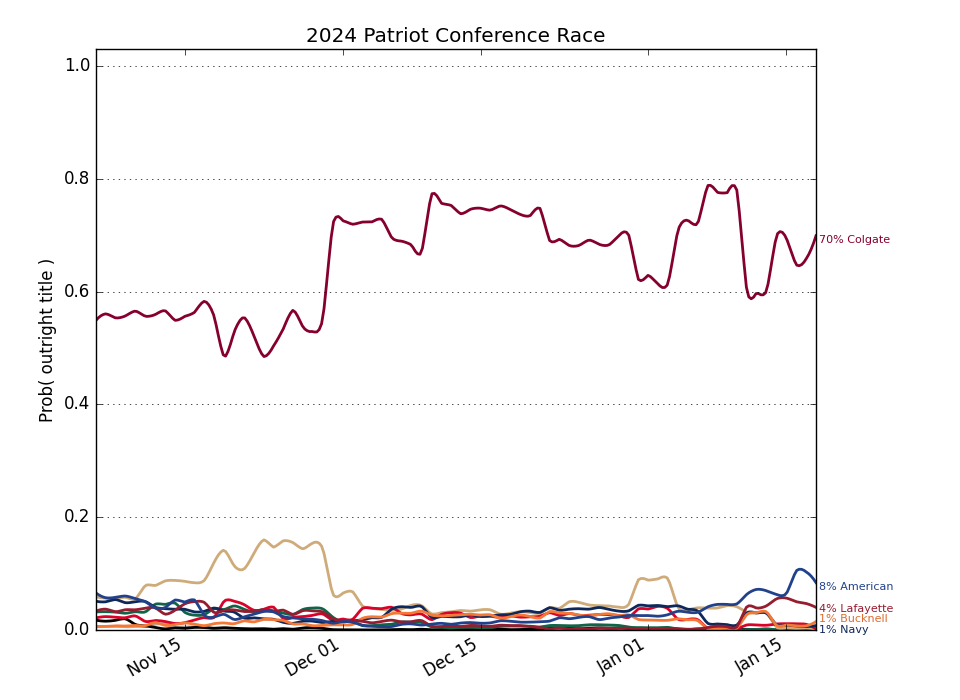 2024 Patriot Conference Race
Prob( outright title )
1.0
0.8
0.6
0.4
0.2
0.0
70% Colgate
8% American
4% Lafayette
1% Bucknell
1% Navy
Nov 15
Dec 01
Dec 15
Jan 01
Jan 15